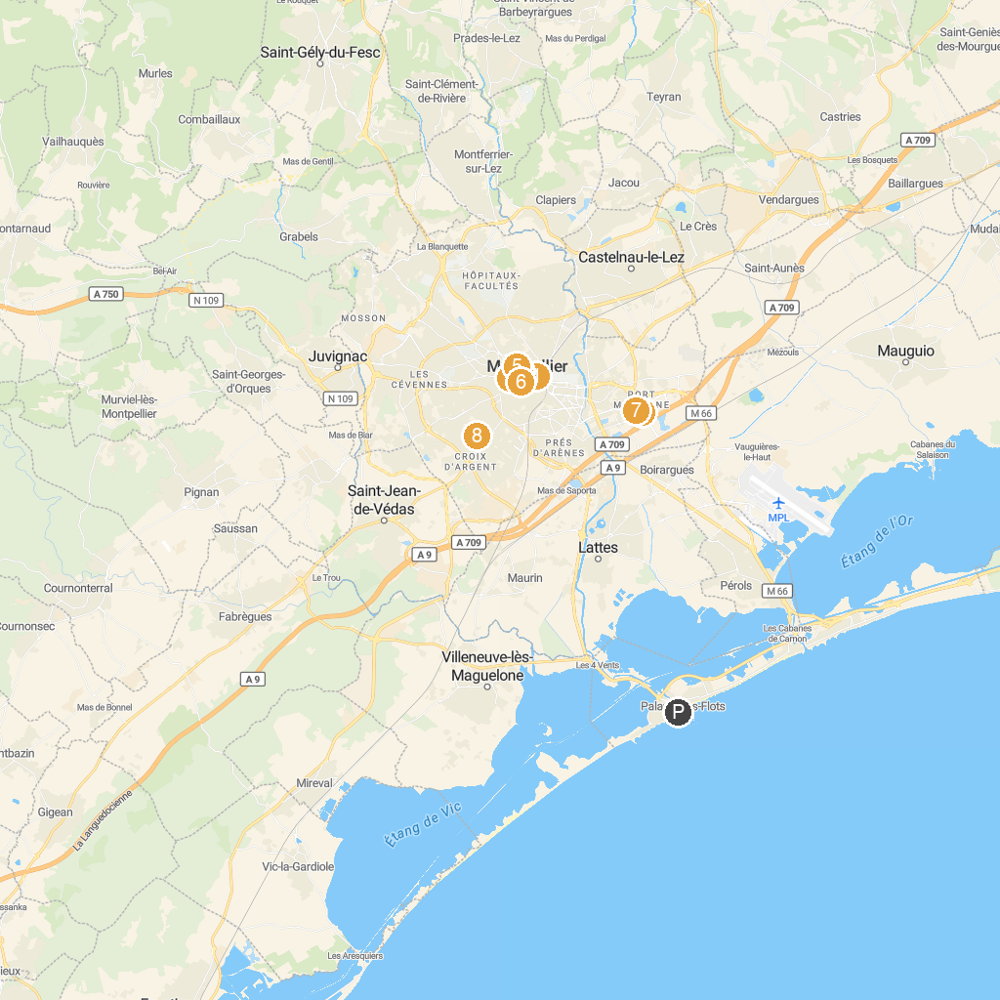 Le Rouquet
Saint-Vincent-de-
Barbeyrargues
Prades-le-Lez
Mas du Perdigal
Saint-Geniès-
des-Mourgues
Saint-Gély-du-Fesc
Murles
Saint-Clément-
de-Rivière
Teyran
Castries
Combaillaux
Vailhauquès
A 709
Montferrier-
sur-Lez
Mas de Gentil
Les Bosquets
Rouvière
Jacou
Baillargues
Clapiers
Vendargues
Le Crès
Grabels
La Blanquette
Castelnau-le-Lez
Bel-Air
Saint-Aunès
HÔPITAUX-
FACULTÉS
A 750
N 109
A 709
MOSSON
Mauguio
Mézouls
Juvignac
5
6
LES
CÉVENNES
Saint-Georges-
d'Orques
N 109
Murviel-lès-
Montpellier
PORT
7
M 66
Mas de Biar
8
CROIX
D'ARGENT
PRÉS
D'ARÈNES
A 709
Vauguières-
le-Haut
Cabanes du
Salaison
A 9
Boirargues
Pignan
Saint-Jean-
de-Védas
Mas de Saporta
MPL
Saussan
Étang de l'Or
A 709
A 9
Lattes
Le Trou
Maurin
Cournonterral
Pérols
M 66
Fabrègues
Les Cabanes
de Carnon
Villeneuve-lès-
Maguelone
Les 4 Vents
A 9
Mas de Bonnel
P
Mireval
Gigean
La Languedocienne
Étang de Vic
Vic-la-Gardiole
Les Aresquiers